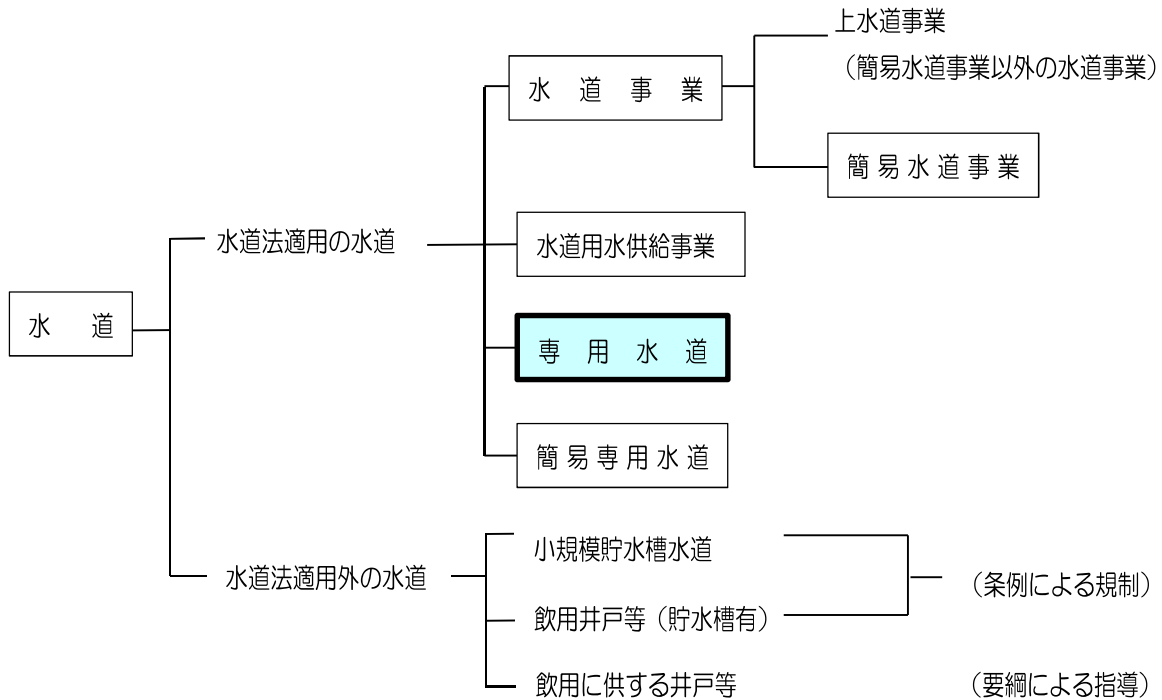 上水道事業
（簡易水道事業以外の水道事業）
水道事業
簡易水道事業
水道法適用の水道
水道用水供給事業
水道
専用水道
簡易専用水道
小規模貯水槽水道
水道法適用外の水道
（条例による規制）
飲用井戸等（貯水槽有）
飲用に供する井戸等
（要綱による指導）